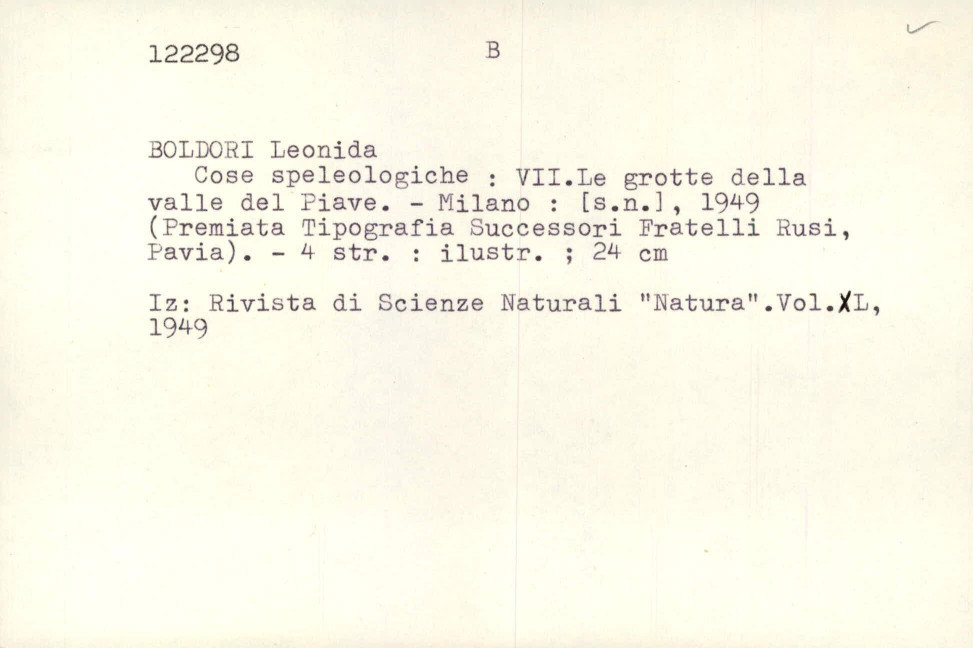 122298 B
BOLDORI Leonida
Cose speleologiche : VII.Le grotte della
valle del Piave. - Milano : [s.n.], 1949
(Premiata Tipografia Successori Fratelli Rusi,
Pavia). - 4 str. : ilustr. ; 24 cm
Iz: Rivista di Scienze Naturali "Natura".Vol.XL,
1949